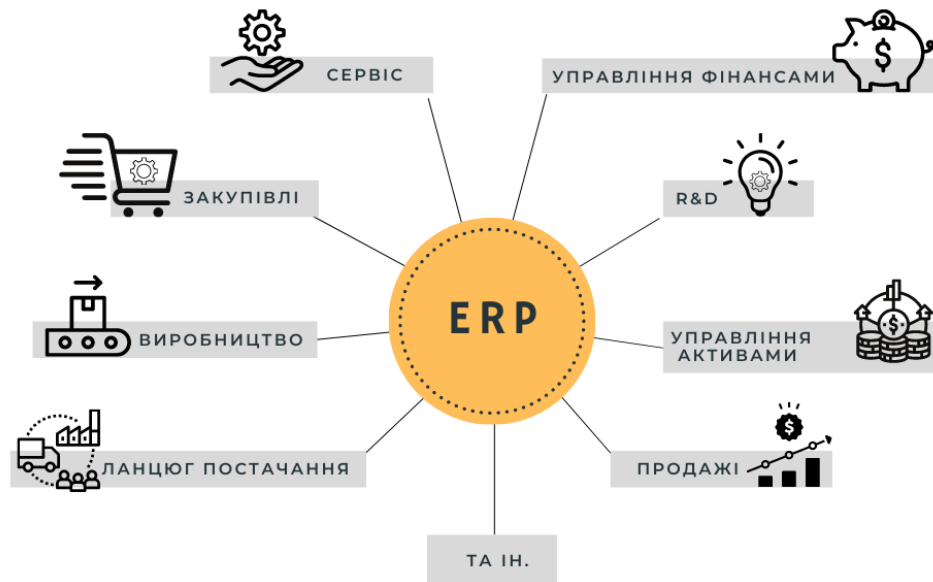 СЕРВІС
УПРАВЛІННЯ ФІНАНСАМИ
$
ЗАКУПІВЛІ
R&D
ERP
ВИРОБНИЦТВО
УПРАВЛІННЯ
АКТИВАМИ
$
ЛАНЦЮГ ПОСТАЧАННЯ
ПРОДАЖІ
$
ТА ІН.